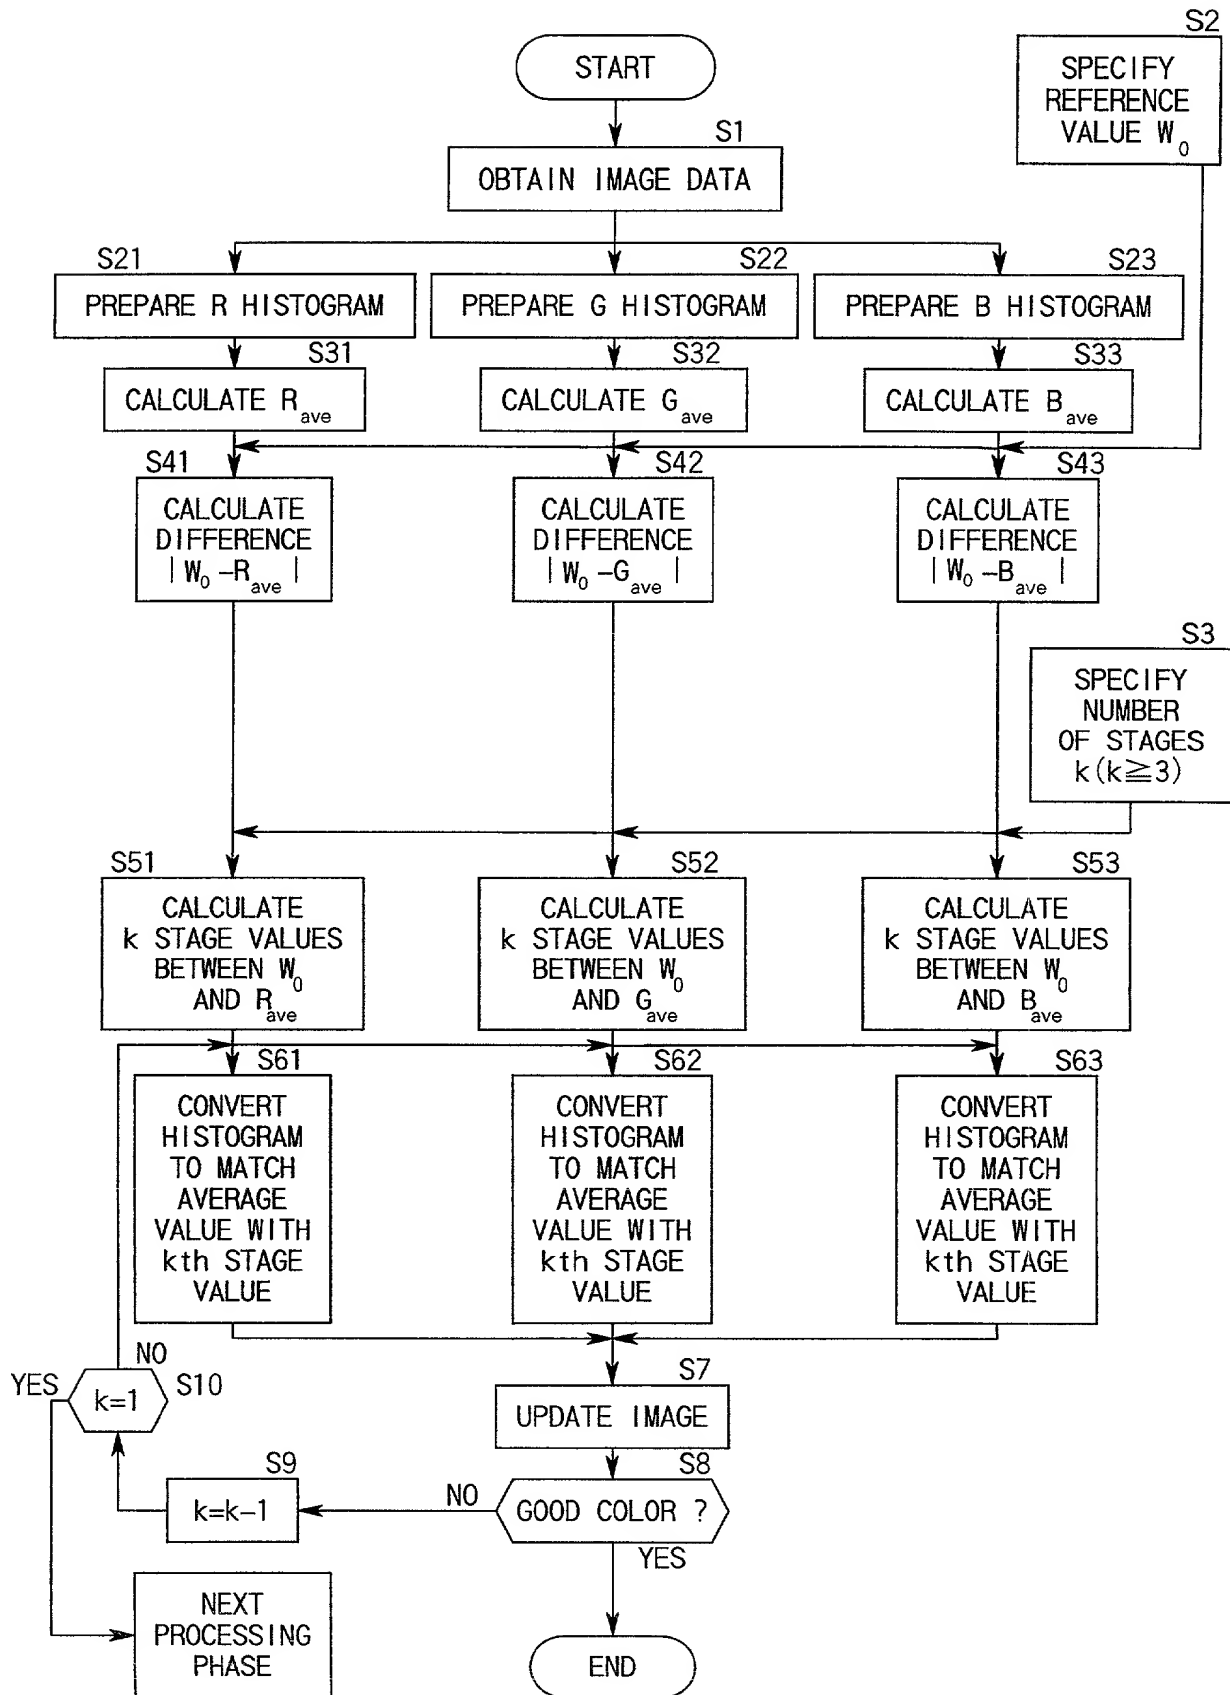 S2
START
SPECIFY
REFERENCE
VALUE W0
S1
OBTAIN IMAGE DATA
S21
S22
S23
PREPARE R HISTOGRAM
PREPARE G HISTOGRAM
PREPARE B HISTOGRAM
S31
S32
S33
CALCULATE Rave
CALCULATE Gave
CALCULATE Bave
S41
S42
S43
CALCULATE
DIFFERENCE
| W0 –Rave |
CALCULATE
DIFFERENCE
| W0 –Gave |
CALCULATE
DIFFERENCE
| W0 –Bave |
S3
SPECIFY
NUMBER
OF STAGES
k(k≧3)
S51
S52
S53
CALCULATE
k STAGE VALUES
BETWEEN W0
AND Rave
CALCULATE
k STAGE VALUES
BETWEEN W0
AND Gave
CALCULATE
k STAGE VALUES
BETWEEN W0
AND Bave
S61
S62
S63
CONVERT
HISTOGRAM
TO MATCH
AVERAGE
VALUE WITH
kth STAGE
VALUE
CONVERT
HISTOGRAM
TO MATCH
AVERAGE
VALUE WITH
kth STAGE
VALUE
CONVERT
HISTOGRAM
TO MATCH
AVERAGE
VALUE WITH
kth STAGE
VALUE
NO
YES
k=1
S10
S7
UPDATE IMAGE
S9
S8
k=k–1
NO
GOOD COLOR ?
YES
NEXT
PROCESSING
PHASE
END